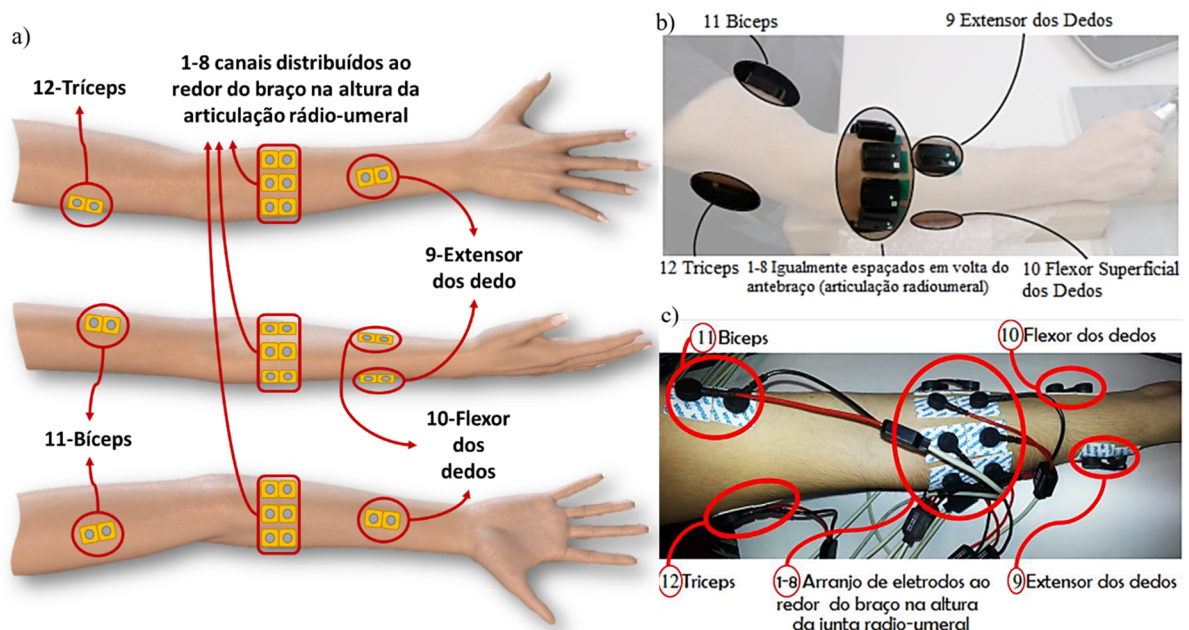 a)
1-8 canais distribuídos ao
redor do braço na altura da
articulação rádio-umeral
12-Tríceps
9-Extensor
dos dedo
10-Flexor
dos
dedos
11-Bíceps
b)
11 Biceps
9 Extensor dos Dedos
12 Triceps
1-8 Igualmente espaçados em volta do
antebraço (articulação radioumeral)
10 Flexor Superficial
dos Dedos
c)
11 Biceps
10 Flexor dos dedos
12 Triceps
1-8 Arranjo de eletrodos ao
redor do braço na altura
da junta radio-umeral
9 Extensor dos dedos